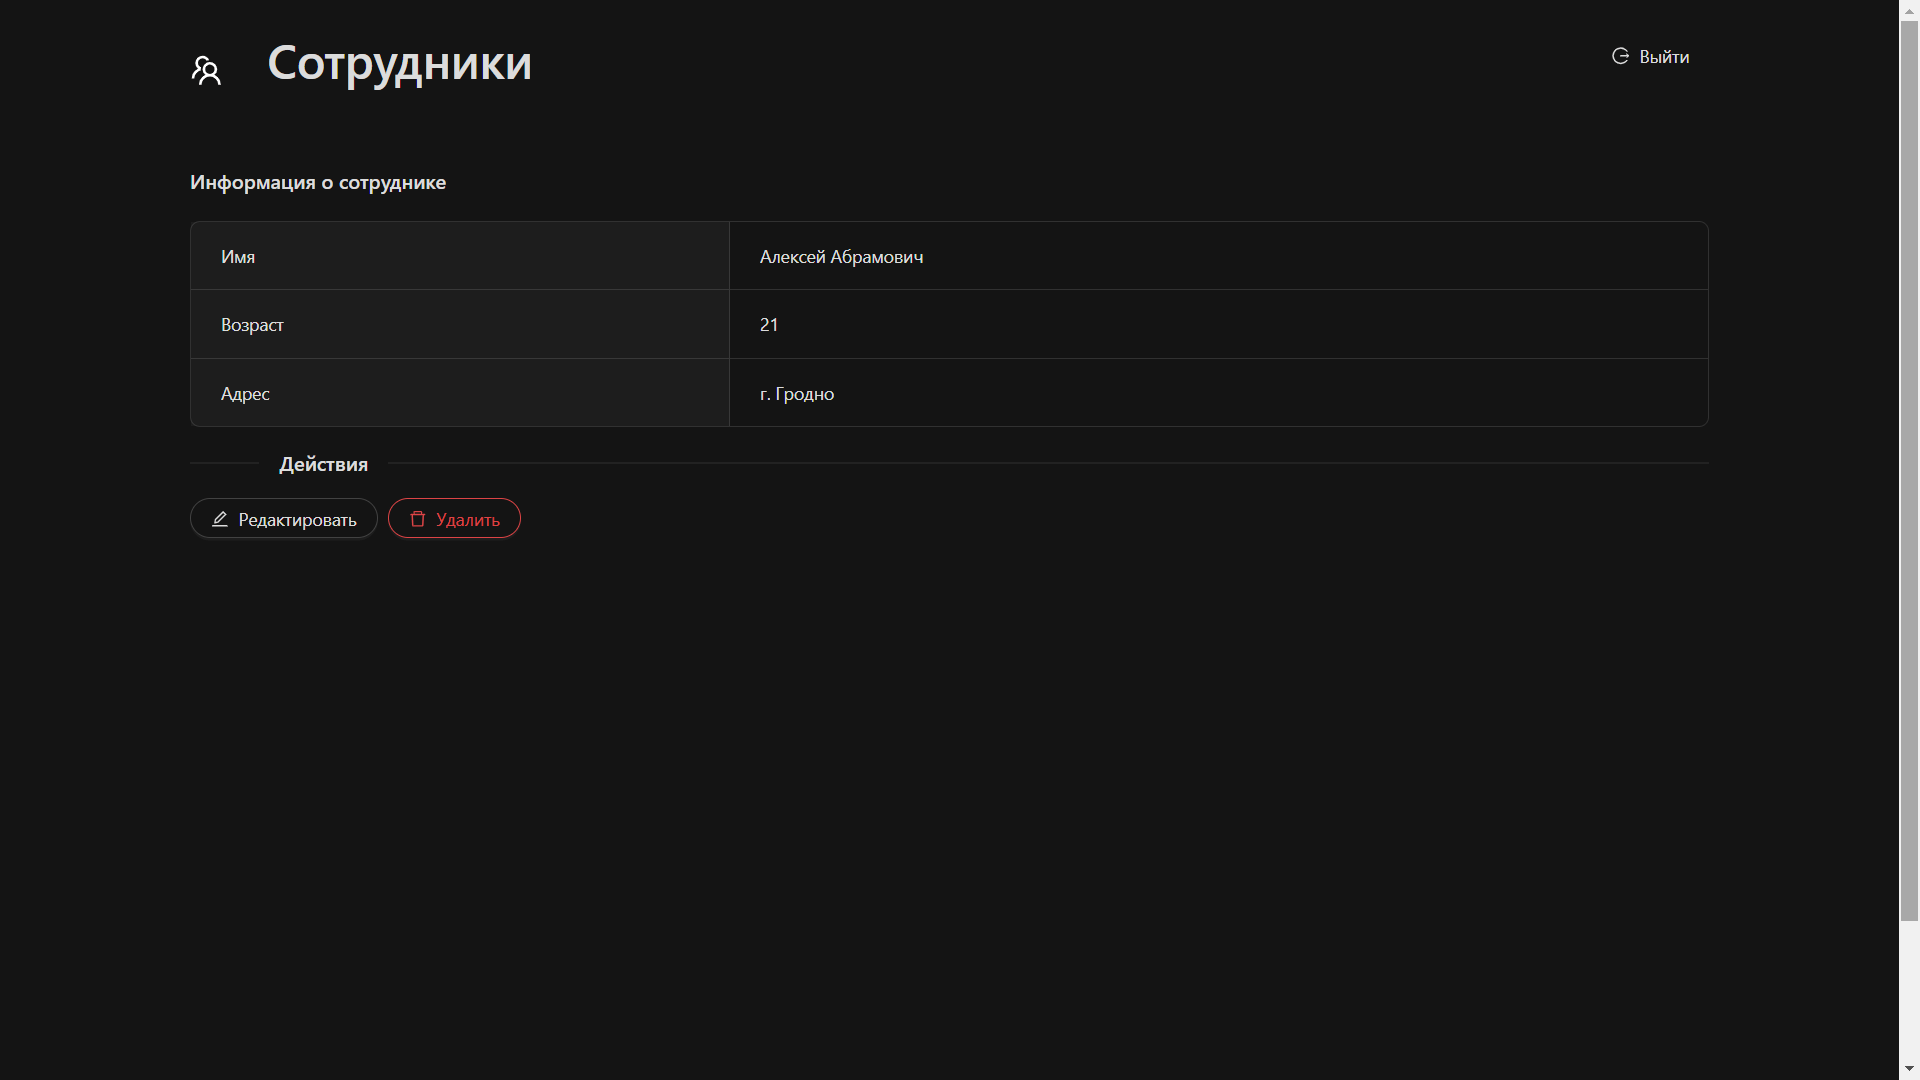 Сотрудники
Выйти
Информация о сотруднике
Имя Алексей Абрамович
Возраст 21
Адрес г. Гродно
Действия
Редактировать Удалить